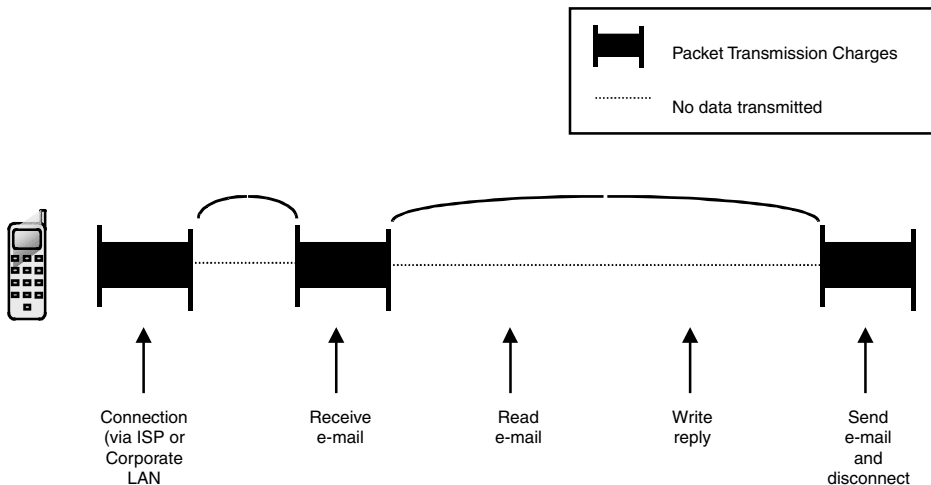 Packet Transmission Charges
No data transmitted
Connection
(via ISP or
Corporate
LAN
Receive
e-mail
Read
e-mail
Write
reply
Send
e-mail
and
disconnect